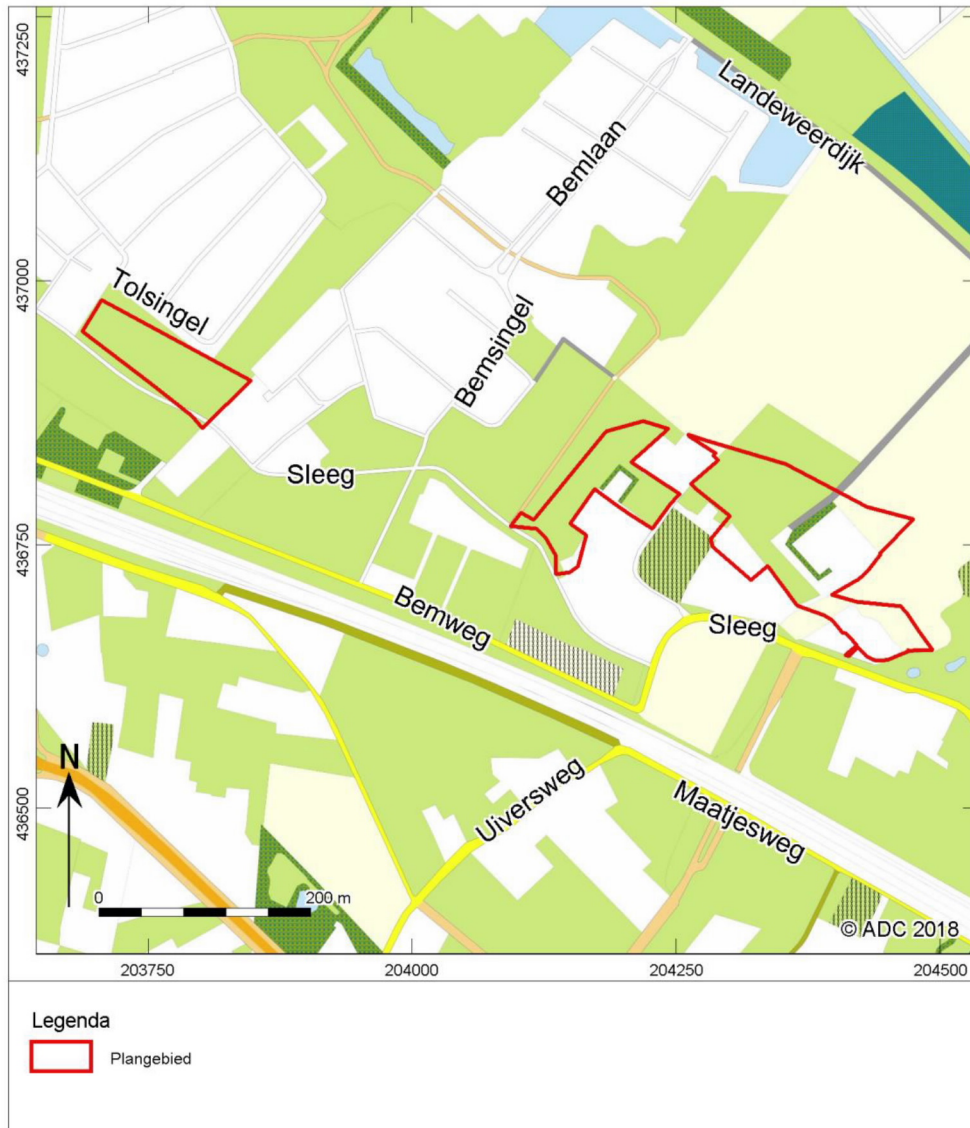 437250
437000
436750
436500
Landeweerdijk
Bemlaan
Tolsingel
Bemsingel
Sleeg
Bemweg
Sleeg
Uiversweg
Maatjesweg
N
0 200 m
© ADC 2018
203750 204000 204250 204500
Legenda
Plangebied